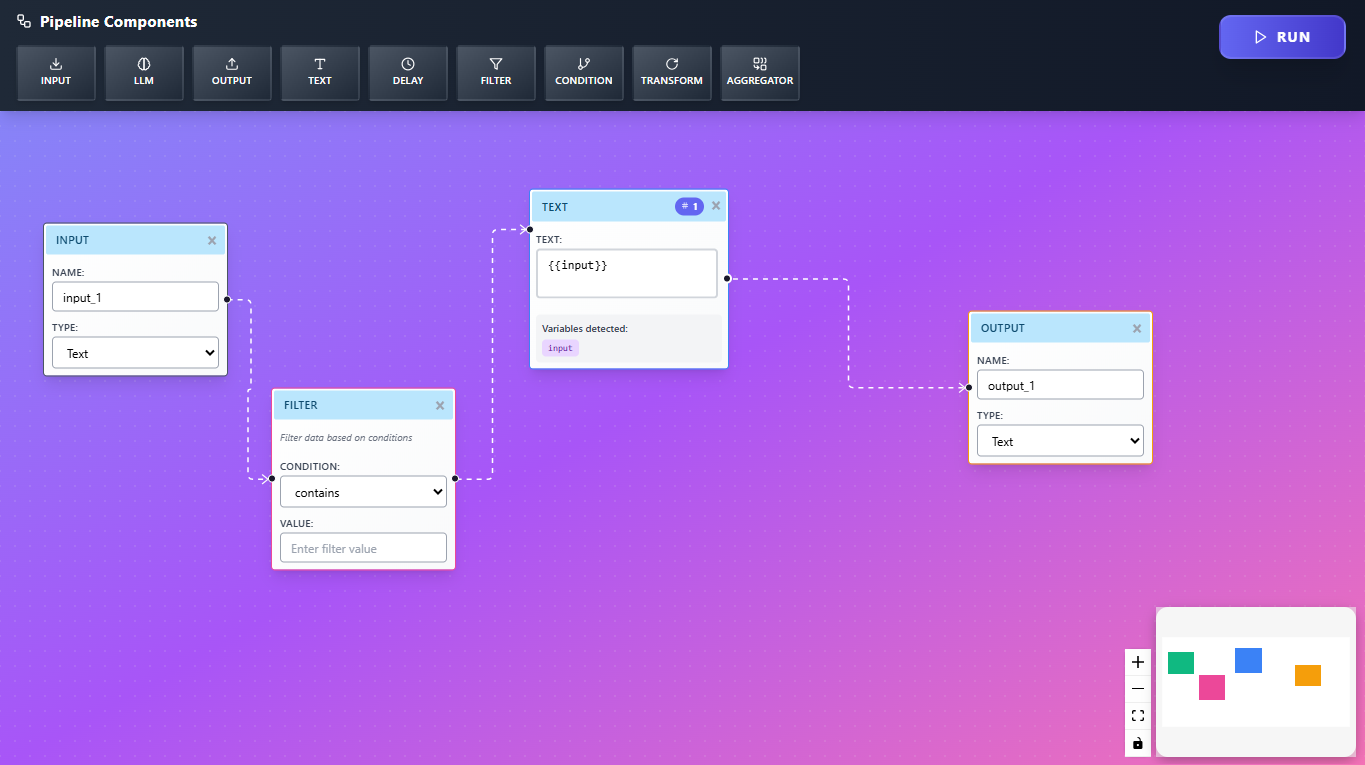 Pipeline Components
RUN
INPUT
LLM
OUTPUT
TEXT
DELAY
FILTER
CONDITION
TRANSFORM
AGGREGATOR
INPUT
NAME:
input_1
TYPE:
Text
FILTER
Filter data based on conditions
CONDITION:
contains
VALUE:
Enter filter value
TEXT
# 1
TEXT:
{{input}}
Variables detected:
input
OUTPUT
NAME:
output_1
TYPE:
Text